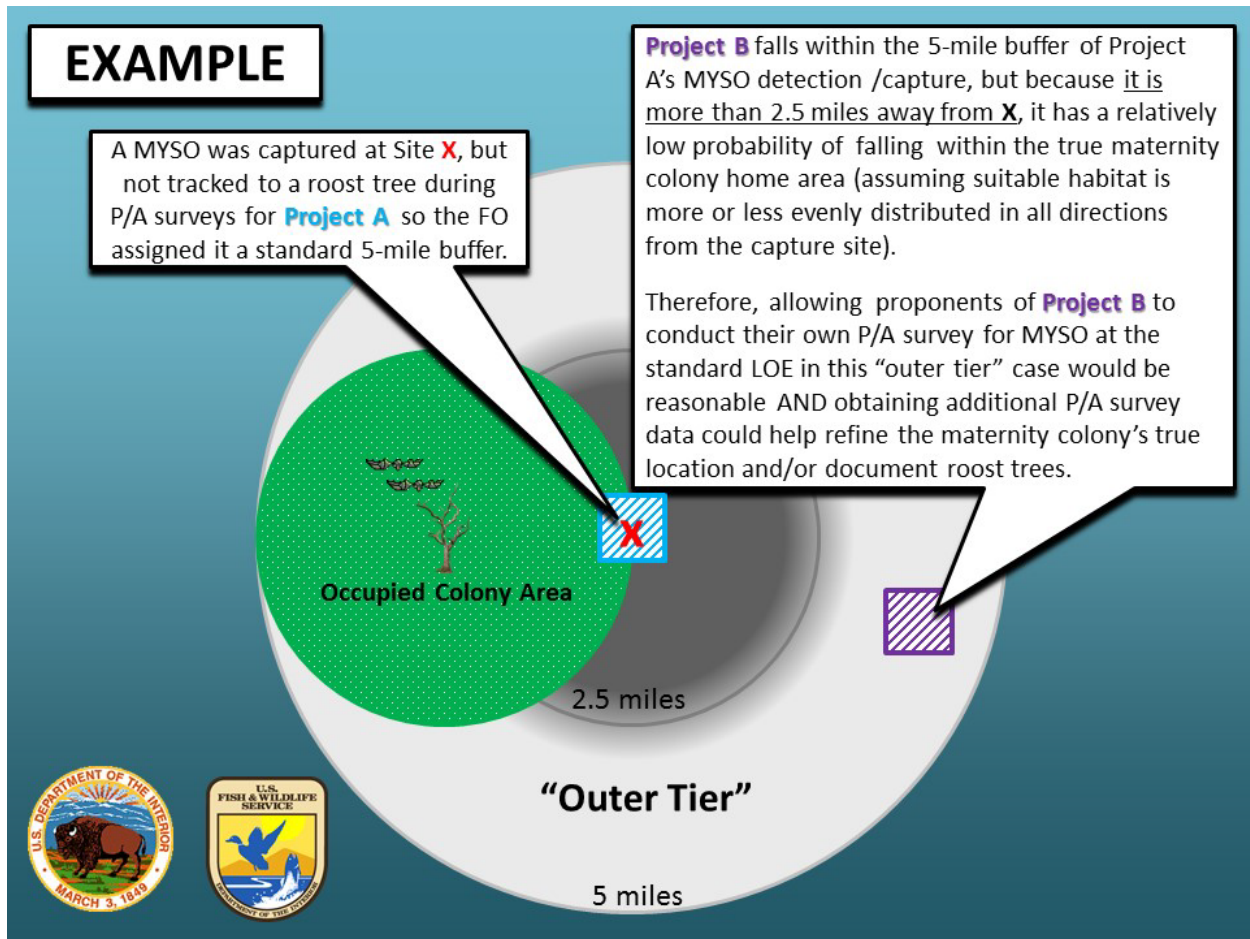 EXAMPLE
A MYSO was captured at Site X, but
not tracked to a roost tree during
P/A surveys for Project A so the FO
assigned it a standard 5-mile buffer.
Project B falls within the 5-mile buffer of Project
A’s MYSO detection /capture, but because it is
more than 2.5 miles away from X, it has a relatively
low probability of falling within the true maternity
colony home area (assuming suitable habitat is
more or less evenly distributed in all directions
from the capture site).
Therefore, allowing proponents of Project B to
conduct their own P/A survey for MYSO at the
standard LOE in this “outer tier” case would be
reasonable AND obtaining additional P/A survey
data could help refine the maternity colony’s true
location and/or document roost trees.
X
Occupied Colony Area
2.5 miles
“Outer Tier”
5 miles
U.S. DEPARTMENT OF THE INTERIOR
MARCH 3, 1849
U.S.
FISH & WILDLIFE
SERVICE
DEPARTMENT OF THE INTERIOR